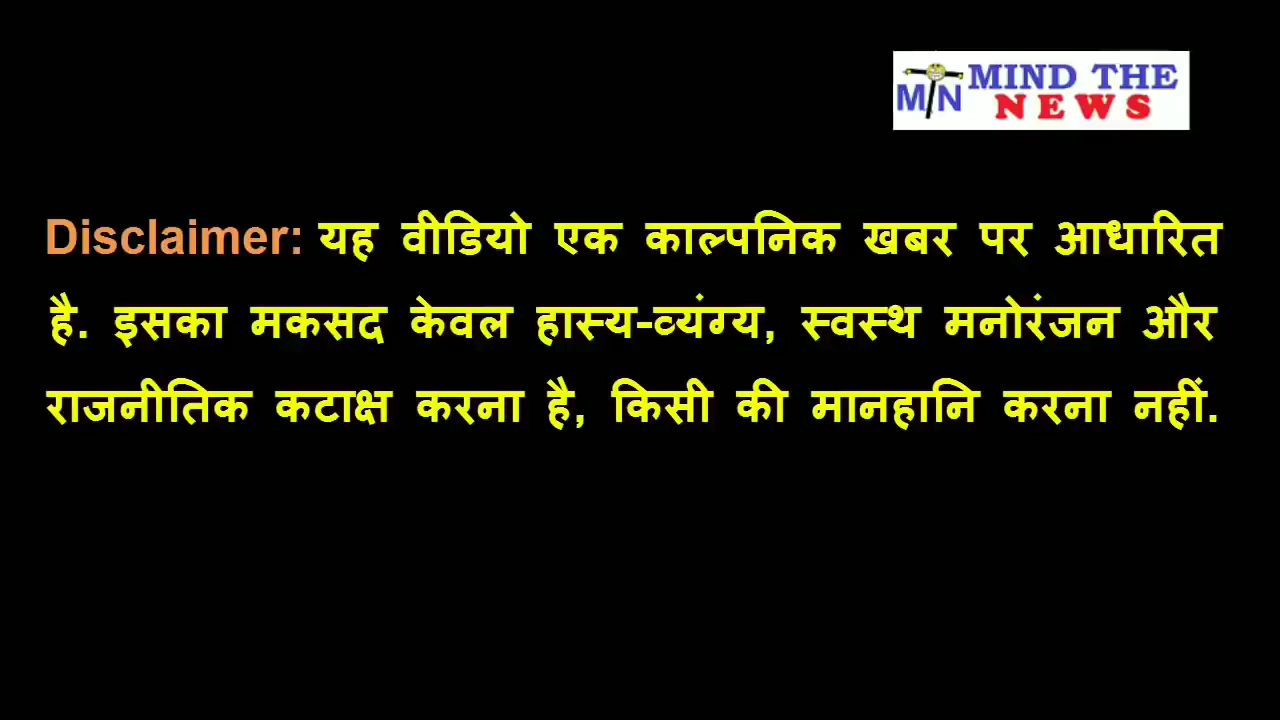 MIN MIND THE
NEWS
Disclaimer: यह वीडियो एक काल्पनिक खबर पर आधारित
है. इसका मकसद केवल हास्य-व्यंग्य, स्वस्थ मनोरंजन और
राजनीतिक कटाक्ष करना है, किसी की मानहानि करना नहीं.